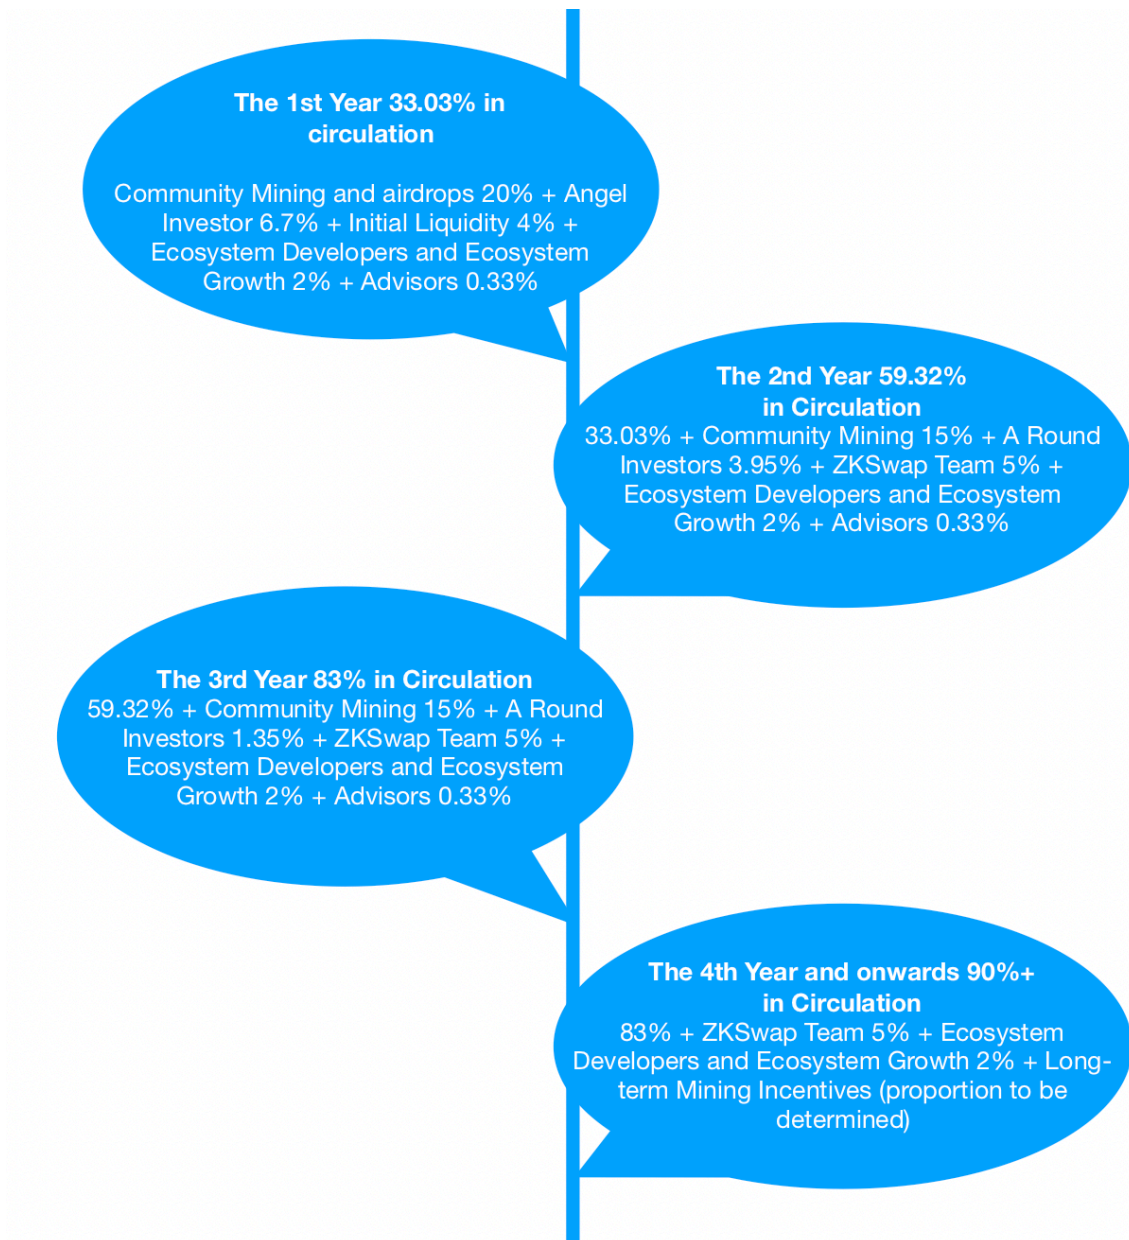 The 1st Year 33.03% in
circulation
Community Mining and airdrops 20% + Angel
Investor 6.7% + Initial Liquidity 4% +
Ecosystem Developers and Ecosystem
Growth 2% + Advisors 0.33%
The 2nd Year 59.32%
in Circulation
33.03% + Community Mining 15% + A Round
Investors 3.95% + ZKSwap Team 5% +
Ecosystem Developers and Ecosystem
Growth 2% + Advisors 0.33%
The 3rd Year 83% in Circulation
59.32% + Community Mining 15% + A Round
Investors 1.35% + ZKSwap Team 5% +
Ecosystem Developers and Ecosystem
Growth 2% + Advisors 0.33%
The 4th Year and onwards 90%+
in Circulation
83% + ZKSwap Team 5% + Ecosystem
Developers and Ecosystem Growth 2% + Long-
term Mining Incentives (proportion to be
determined)